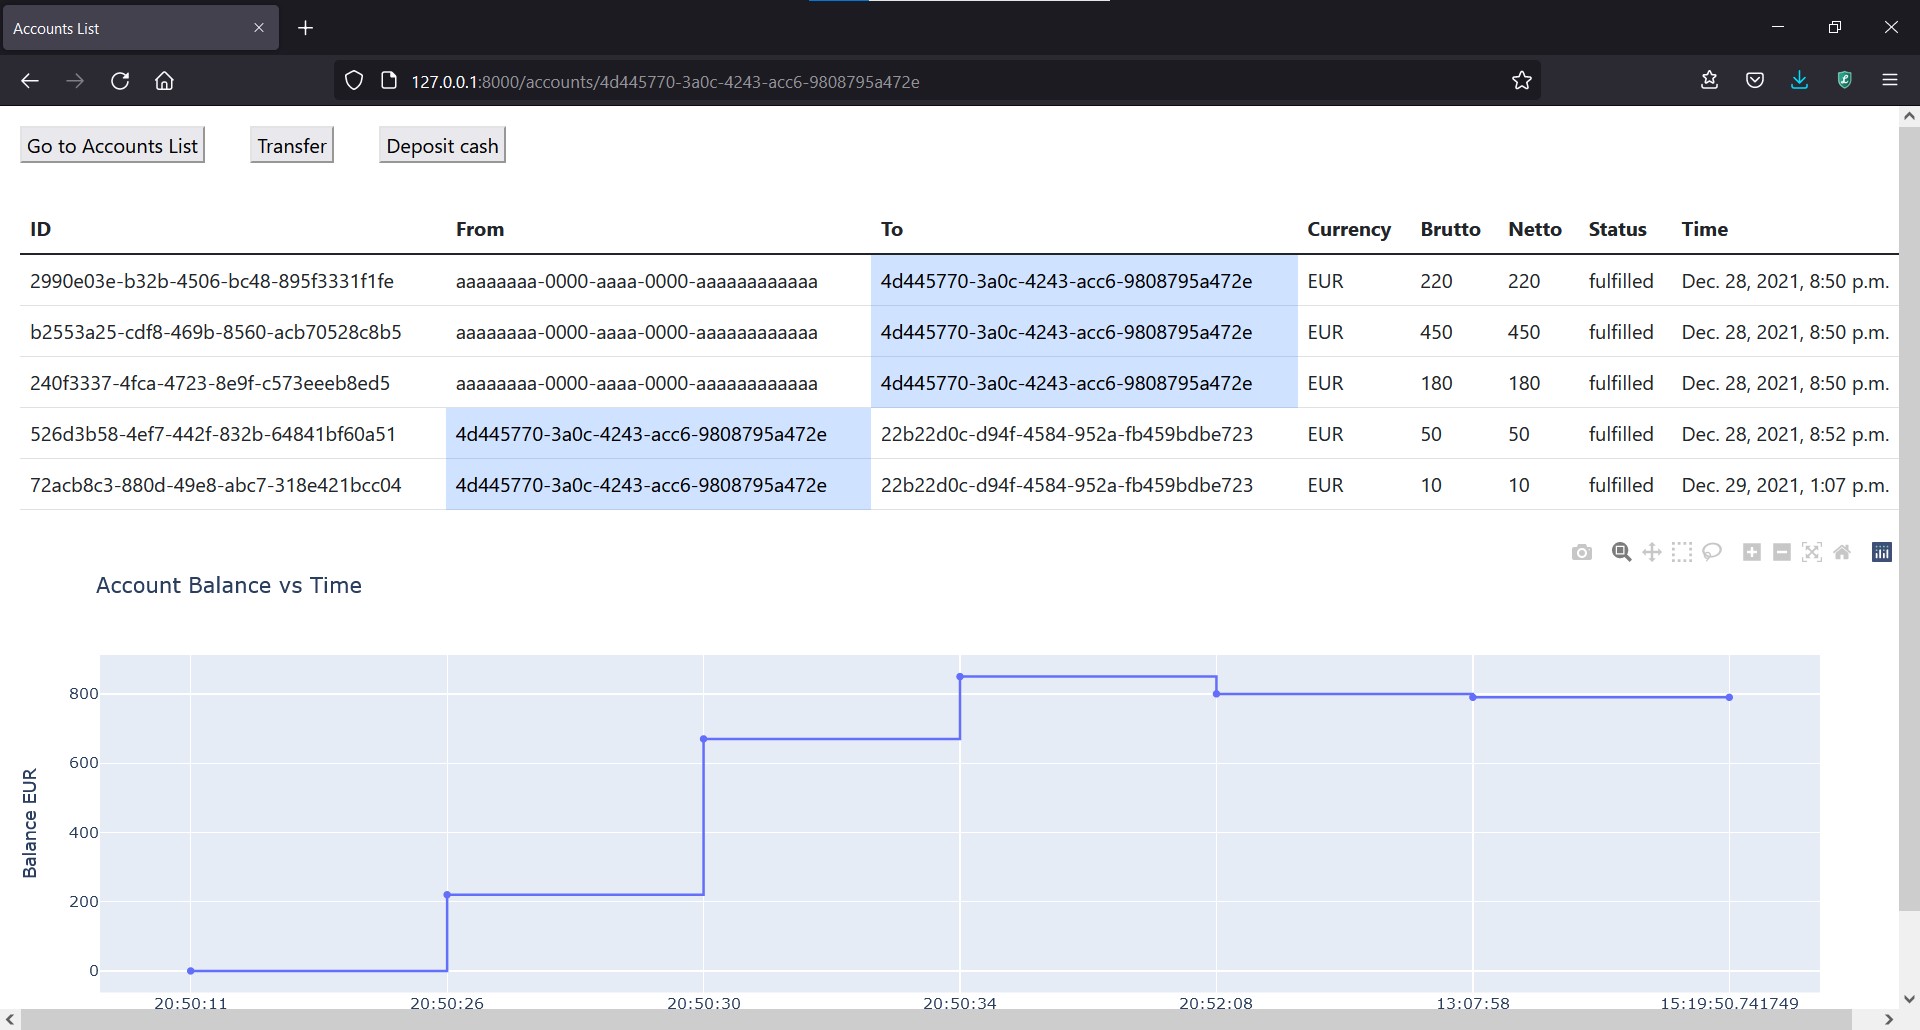 Accounts List
127.0.0.1:8000/accounts/4d445770-3a0c-4243-acc6-9808795a472e
Go to Accounts List Transfer Deposit cash
ID From To Currency Brutto Netto Status Time
2990e03e-b32b-4506-bc48-895f3331f1fe aaaaaaaa-0000-aaaa-0000-aaaaaaaaaaaa 4d445770-3a0c-4243-acc6-9808795a472e EUR 220 220 fulfilled Dec. 28, 2021, 8:50 p.m.
b2553a25-cdf8-469b-8560-acb70528c8b5 aaaaaaaa-0000-aaaa-0000-aaaaaaaaaaaa 4d445770-3a0c-4243-acc6-9808795a472e EUR 450 450 fulfilled Dec. 28, 2021, 8:50 p.m.
240f3337-4fca-4723-8e9f-c573eeeb8ed5 aaaaaaaa-0000-aaaa-0000-aaaaaaaaaaaa 4d445770-3a0c-4243-acc6-9808795a472e EUR 180 180 fulfilled Dec. 28, 2021, 8:50 p.m.
526d3b58-4ef7-442f-832b-64841bf60a51 4d445770-3a0c-4243-acc6-9808795a472e 22b22d0c-d94f-4584-952a-fb459bdbe723 EUR 50 50 fulfilled Dec. 28, 2021, 8:52 p.m.
72acb8c3-880d-49e8-abc7-318e421bcc04 4d445770-3a0c-4243-acc6-9808795a472e 22b22d0c-d94f-4584-952a-fb459bdbe723 EUR 10 10 fulfilled Dec. 29, 2021, 1:07 p.m.
Account Balance vs Time
Balance EUR
800
600
400
200
0
20:50:11 20:50:26 20:50:30 20:50:34 20:52:08 13:07:58 15:19:50.741749